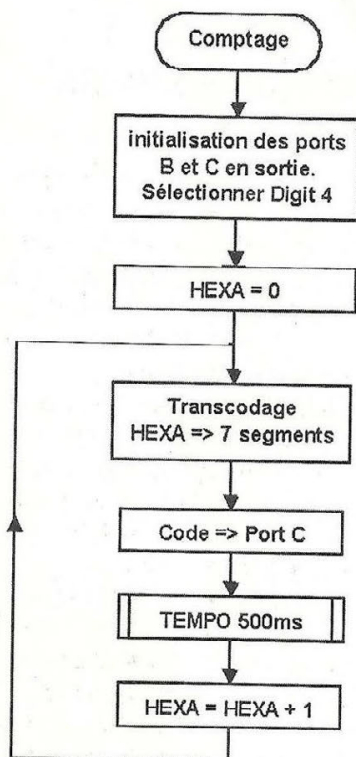 Comptage
initialisation des ports
B et C en sortie.
Sélectionner Digit 4
HEXA = 0
Transcodage
HEXA => 7 segments
Code => Port C
TEMPO 500ms
HEXA = HEXA + 1